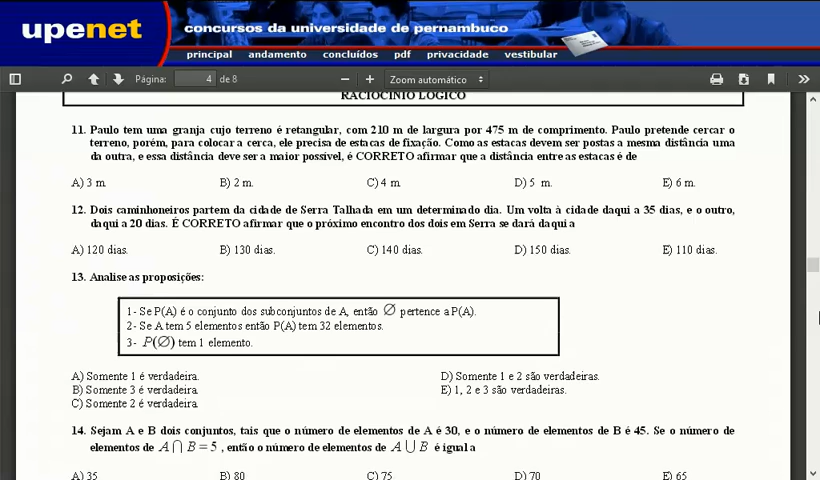 upenet
concursos da universidade de pernambuco
principal andamento concluídos pdf privacidade vestibular
Página: 4 de 8 Zoom automático
RACIOCÍNIO LÓGICO
11. Paulo tem uma granja cujo terreno é retangular, com 210 m de largura por 475 m de comprimento. Paulo pretende cercar o
terreno, porém, para colocar a cerca, ele precisa de estacas de fixação. Como as estacas devem ser postas a mesma distância uma
da outra, e essa distância deve ser a maior possível, é CORRETO afirmar que a distância entre as estacas é de
A) 3 m. B) 2 m. C) 4 m. D) 5 m. E) 6 m.
12. Dois caminhoneiros partem da cidade de Serra Talhada em um determinado dia. Um volta à cidade daqui a 35 dias, e o outro,
daqui a 20 dias. É CORRETO afirmar que o próximo encontro dos dois em Serra se dará daqui a
A) 120 dias. B) 130 dias. C) 140 dias. D) 150 dias. E) 110 dias.
13. Analise as proposições:
1- Se P(A) é o conjunto dos subconjuntos de A, então ∅ pertence a P(A).
2- Se A tem 5 elementos então P(A) tem 32 elementos.
3- P(∅) tem 1 elemento.
A) Somente 1 é verdadeira. D) Somente 1 e 2 são verdadeiras.
B) Somente 3 é verdadeira. E) 1, 2 e 3 são verdadeiras.
C) Somente 2 é verdadeira.
14. Sejam A e B dois conjuntos, tais que o número de elementos de A é 30, e o número de elementos de B é 45. Se o número de
elementos de A ⋂ B = 5 , então o número de elementos de A ⋃ B é igual a
A) 35 B) 80 C) 75 D) 70 E) 65